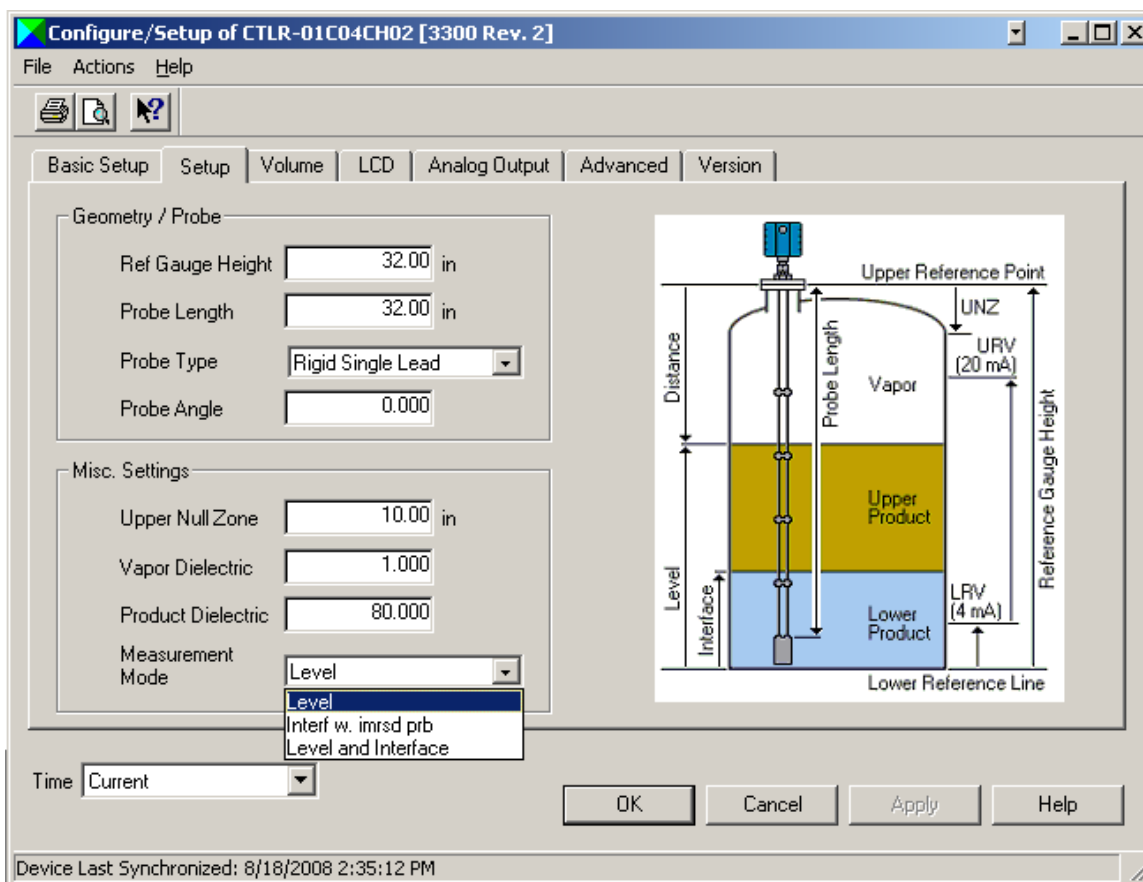 Configure/Setup of CTLR-01C04CH02 [3300 Rev. 2]
File Actions Help
Basic Setup Setup Volume LCD Analog Output Advanced Version
Geometry / Probe
Ref Gauge Height 32.00 in
Probe Length 32.00 in
Probe Type Rigid Single Lead
Probe Angle 0.000
Misc. Settings
Upper Null Zone 10.00 in
Vapor Dielectric 1.000
Product Dielectric 80.000
Measurement
Mode
Level
Level
Interf w. imrsd prb
Level and Interface
Upper Reference Point
UNZ
URV
(20 mA)
Distance
Probe Length
Vapor
Reference Gauge Height
Upper
Product
Level
Interface
LRV
(4 mA)
Lower
Product
Lower Reference Line
Time Current
OK Cancel Apply Help
Device Last Synchronized: 8/18/2008 2:35:12 PM